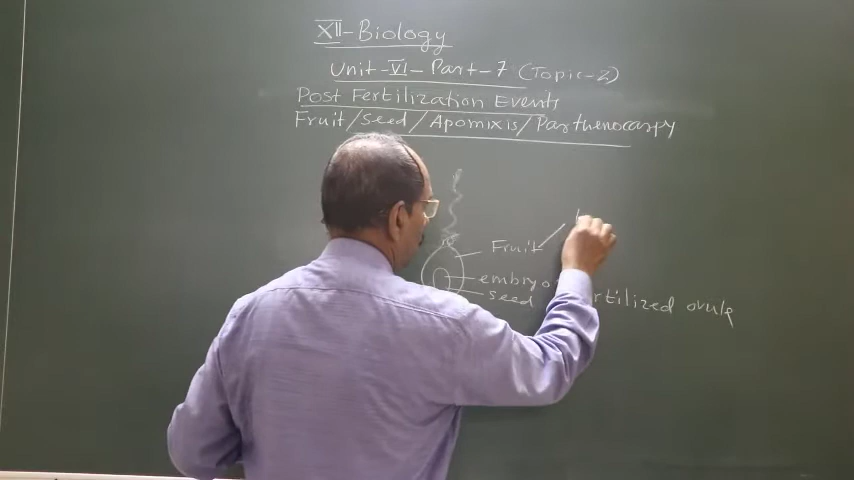 XII-Biology
Unit-VI-Part-7 (Topic-2)
Post Fertilization Events
Fruit/Seed/Apomixis/Parthenocarpy
Fruit
embryo
seed
ovule